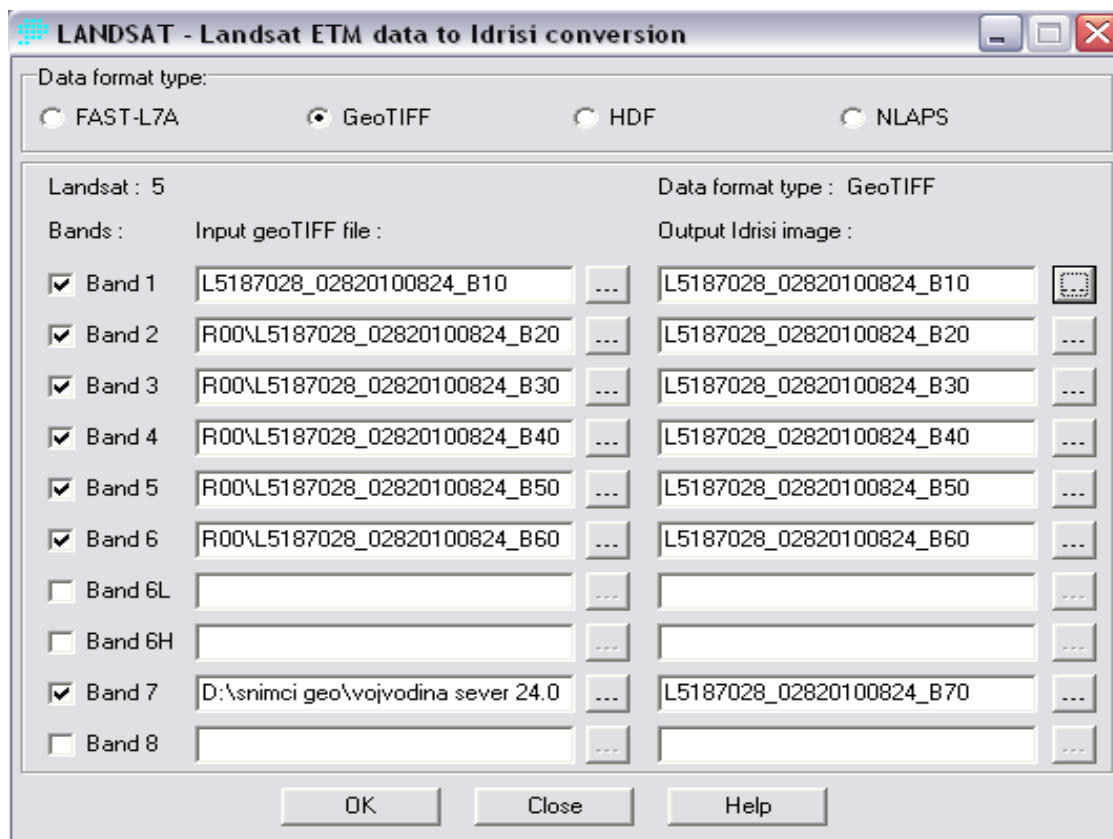 LANDSAT - Landsat ETM data to Idrisi conversion
Data format type:
FAST-L7A GeoTIFF HDF NLAPS
Landsat : 5 Data format type : GeoTIFF
Bands : Input geoTIFF file : Output Idrisi image :
Band 1 L5187028_02820100824_B10 ... L5187028_02820100824_B10 ...
Band 2 R00\L5187028_02820100824_B20 ... L5187028_02820100824_B20 ...
Band 3 R00\L5187028_02820100824_B30 ... L5187028_02820100824_B30 ...
Band 4 R00\L5187028_02820100824_B40 ... L5187028_02820100824_B40 ...
Band 5 R00\L5187028_02820100824_B50 ... L5187028_02820100824_B50 ...
Band 6 R00\L5187028_02820100824_B60 ... L5187028_02820100824_B60 ...
Band 6L ... ...
Band 6H ... ...
Band 7 D:\snimci geo\vojvodina sever 24.0 ... L5187028_02820100824_B70 ...
Band 8 ... ...
OK Close Help